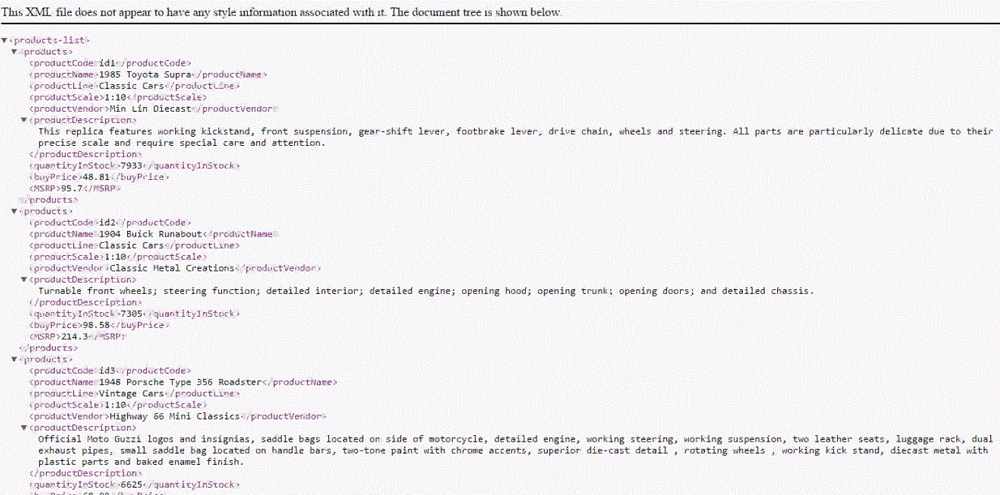 This XML file does not appear to have any style information associated with it. The document tree is shown below.
▼<products-list>
▼<products>
<productCode>id1</productCode>
<productName>1985 Toyota Supra</productName>
<productLine>Classic Cars</productLine>
<productScale>1:10</productScale>
<productVendor>Min Lin Diecast</productVendor>
▼<productDescription>
This replica features working kickstand, front suspension, gear-shift lever, footbrake lever, drive chain, wheels and steering. All parts are particularly delicate due to their
precise scale and require special care and attention.
</productDescription>
<quantityInStock>7933</quantityInStock>
<buyPrice>48.81</buyPrice>
<MSRP>95.7</MSRP>
</products>
▼<products>
<productCode>id2</productCode>
<productName>1904 Buick Runabout</productName>
<productLine>Classic Cars</productLine>
<productScale>1:10</productScale>
<productVendor>Classic Metal Creations</productVendor>
▼<productDescription>
Turnable front wheels; steering function; detailed interior; detailed engine; opening hood; opening trunk; opening doors; and detailed chassis.
</productDescription>
<quantityInStock>7305</quantityInStock>
<buyPrice>98.58</buyPrice>
<MSRP>214.3</MSRP>
</products>
▼<products>
<productCode>id3</productCode>
<productName>1948 Porsche Type 356 Roadster</productName>
<productLine>Vintage Cars</productLine>
<productScale>1:10</productScale>
<productVendor>Highway 66 Mini Classics</productVendor>
▼<productDescription>
Official Moto Guzzi logos and insignias, saddle bags located on side of motorcycle, detailed engine, working steering, working suspension, two leather seats, luggage rack, dual
exhaust pipes, small saddle bag located on handle bars, two-tone paint with chrome accents, superior die-cast detail , rotating wheels , working kick stand, diecast metal with
plastic parts and baked enamel finish.
</productDescription>
<quantityInStock>6625</quantityInStock>